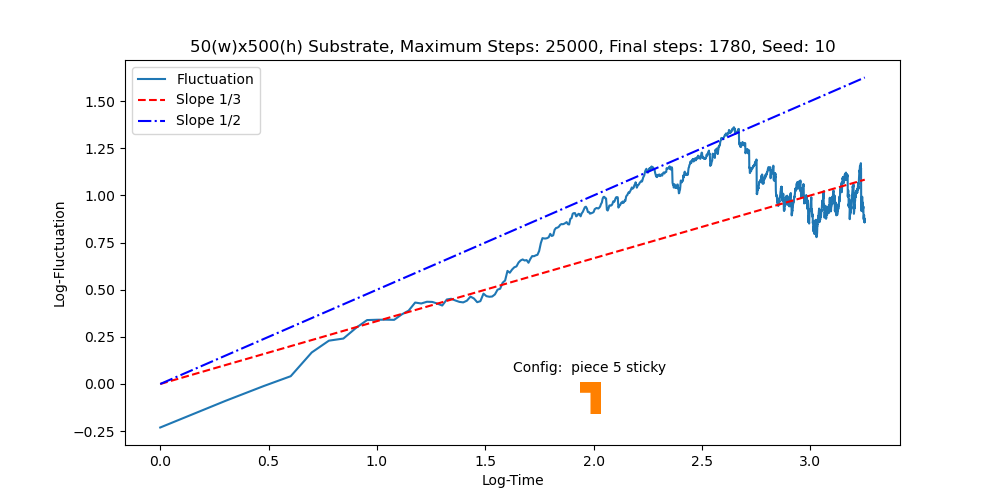 50(w)x500(h) Substrate, Maximum Steps: 25000, Final steps: 1780, Seed: 10
Fluctuation
Slope 1/3
Slope 1/2
Log-Fluctuation
1.50
1.25
1.00
0.75
0.50
0.25
0.00
−0.25
Config:  piece 5 sticky
0.0 0.5 1.0 1.5 2.0 2.5 3.0
Log-Time